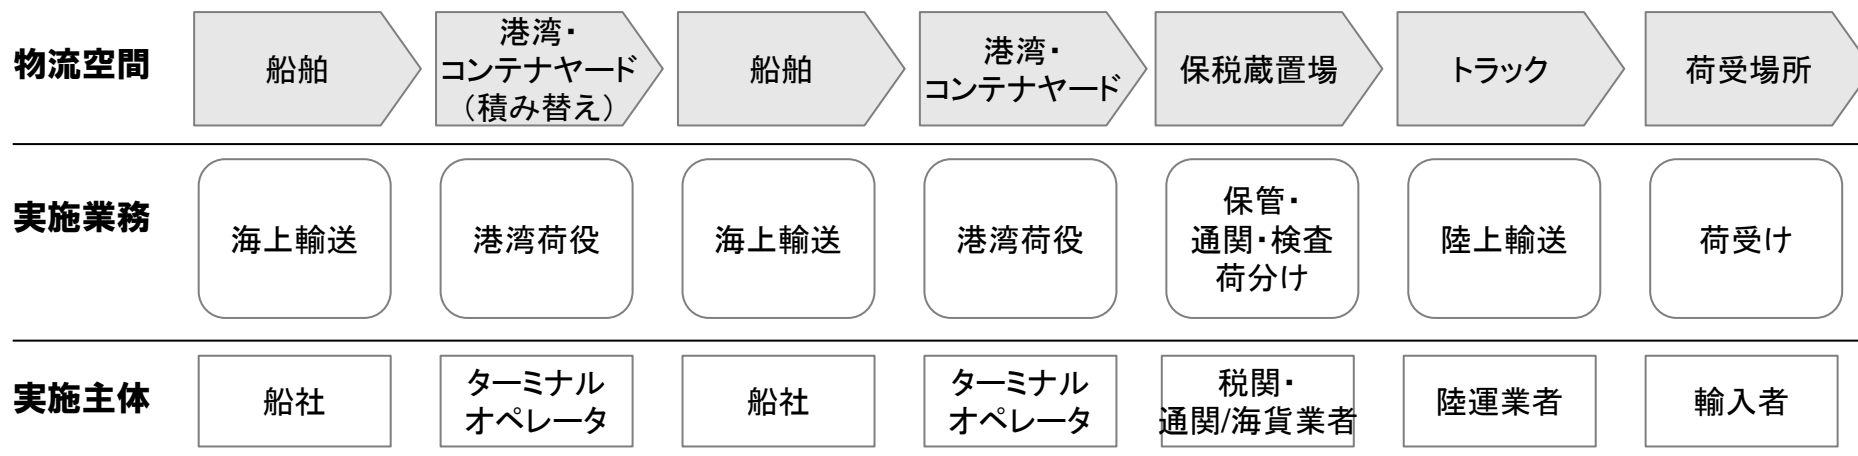 物流空間
船舶
港湾・
コンテナヤード
（積み替え）
船舶
港湾・
コンテナヤード
保税蔵置場
トラック
荷受場所
実施業務
海上輸送
港湾荷役
海上輸送
港湾荷役
保管・
通関・検査
荷分け
陸上輸送
荷受け
実施主体
船社
ターミナル
オペレータ
船社
ターミナル
オペレータ
税関・
通関/海貨業者
陸運業者
輸入者